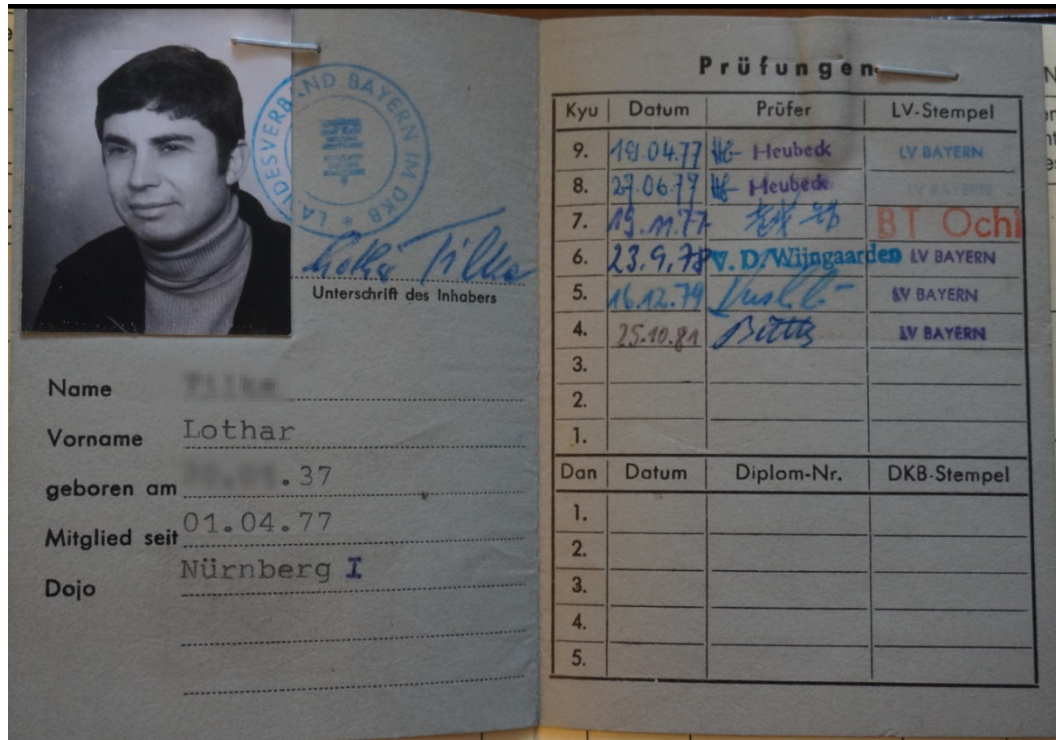 LANDESVERBAND BAYERN IM DKB
Unterschrift des Inhabers
Name
Vorname Lothar
geboren am .37
Mitglied seit 01.04.77
Dojo Nürnberg I
Prüfungen
Kyu Datum Prüfer LV-Stempel
9. 19.04.77 Heubeck LV BAYERN
8. 27.06.77 Heubeck LV BAYERN
7. 19.11.77 BT Ochi
6. 23.9.78 V. D. Wijngaarden LV BAYERN
5. 16.12.79 LV BAYERN
4. 25.10.81 LV BAYERN
3.
2.
1.
Dan Datum Diplom-Nr. DKB-Stempel
1.
2.
3.
4.
5.